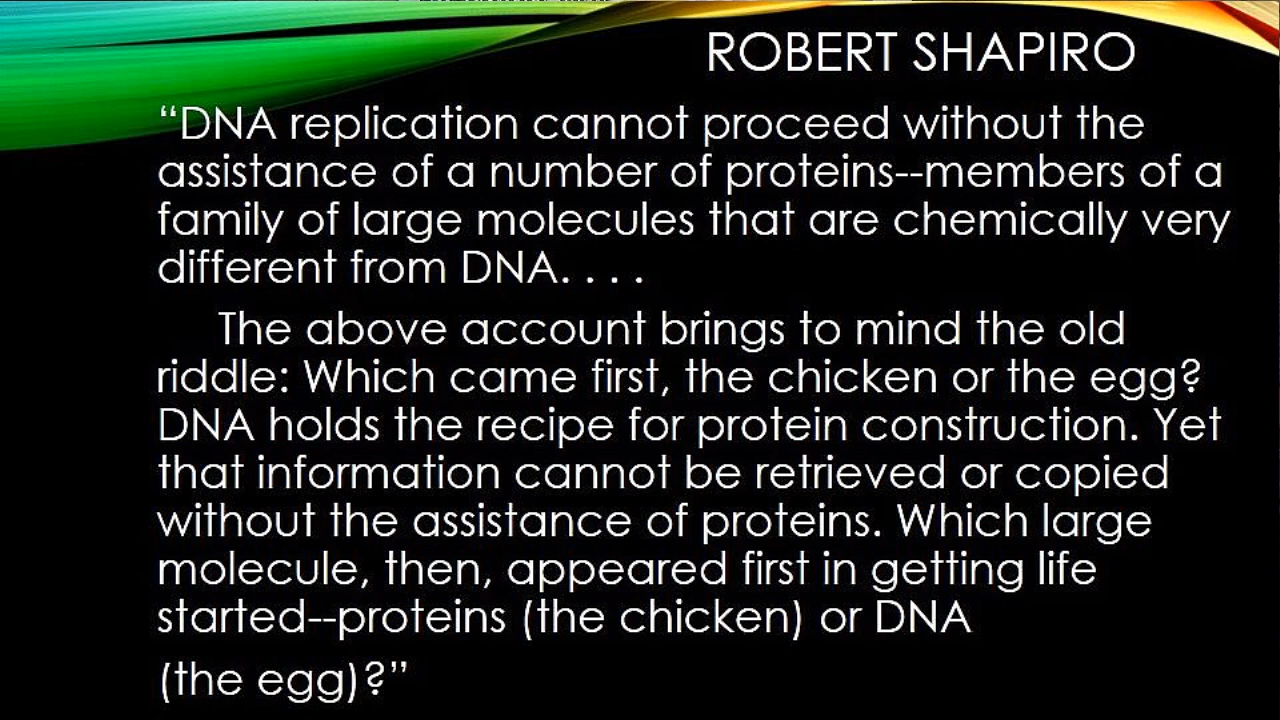 ROBERT SHAPIRO
“DNA replication cannot proceed without the
assistance of a number of proteins--members of a
family of large molecules that are chemically very
different from DNA. . . .
The above account brings to mind the old
riddle: Which came first, the chicken or the egg?
DNA holds the recipe for protein construction. Yet
that information cannot be retrieved or copied
without the assistance of proteins. Which large
molecule, then, appeared first in getting life
started--proteins (the chicken) or DNA
(the egg)?”